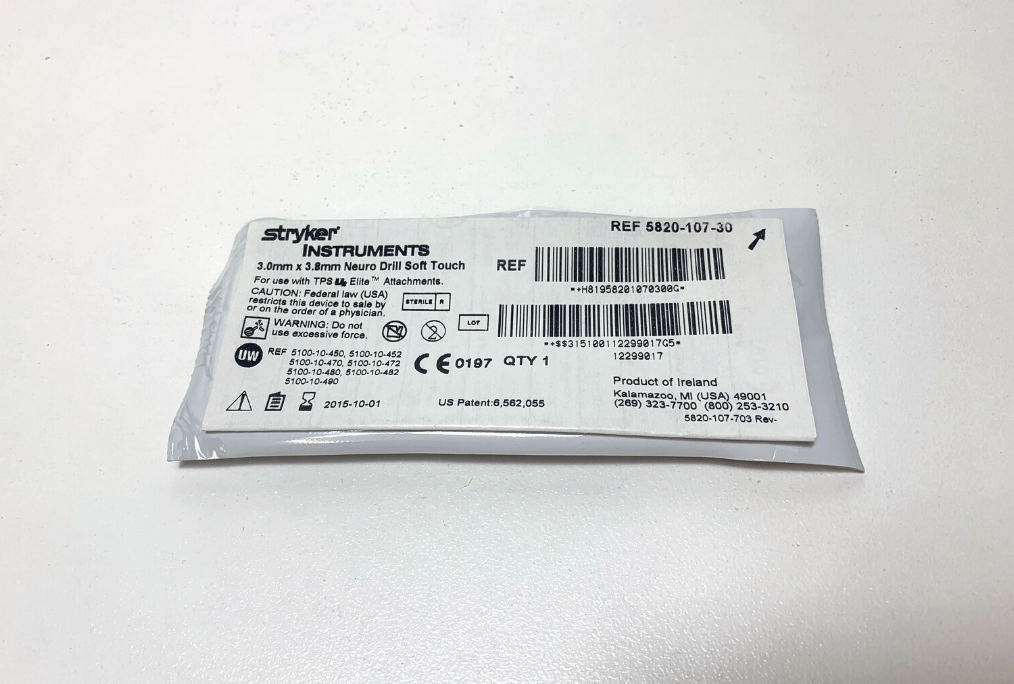 stryker®
INSTRUMENTS
REF 5820-107-30
3.0mm x 3.8mm Neuro Drill Soft Touch
REF
*+H81958201070300G*
For use with TPS Elite™ Attachments.
CAUTION: Federal law (USA)
restricts this device to sale by
or on the order of a physician.
STERILE R
WARNING: Do not
use excessive force.
2
LOT
*+$$315100112299017G5*
12299017
UW
REF 5100-10-450, 5100-10-452
5100-10-470, 5100-10-472
5100-10-480, 5100-10-482
5100-10-490
CE 0197 QTY 1
2015-10-01
US Patent:6,562,055
Product of Ireland
Kalamazoo, MI (USA) 49001
(269) 323-7700 (800) 253-3210
5820-107-703 Rev-